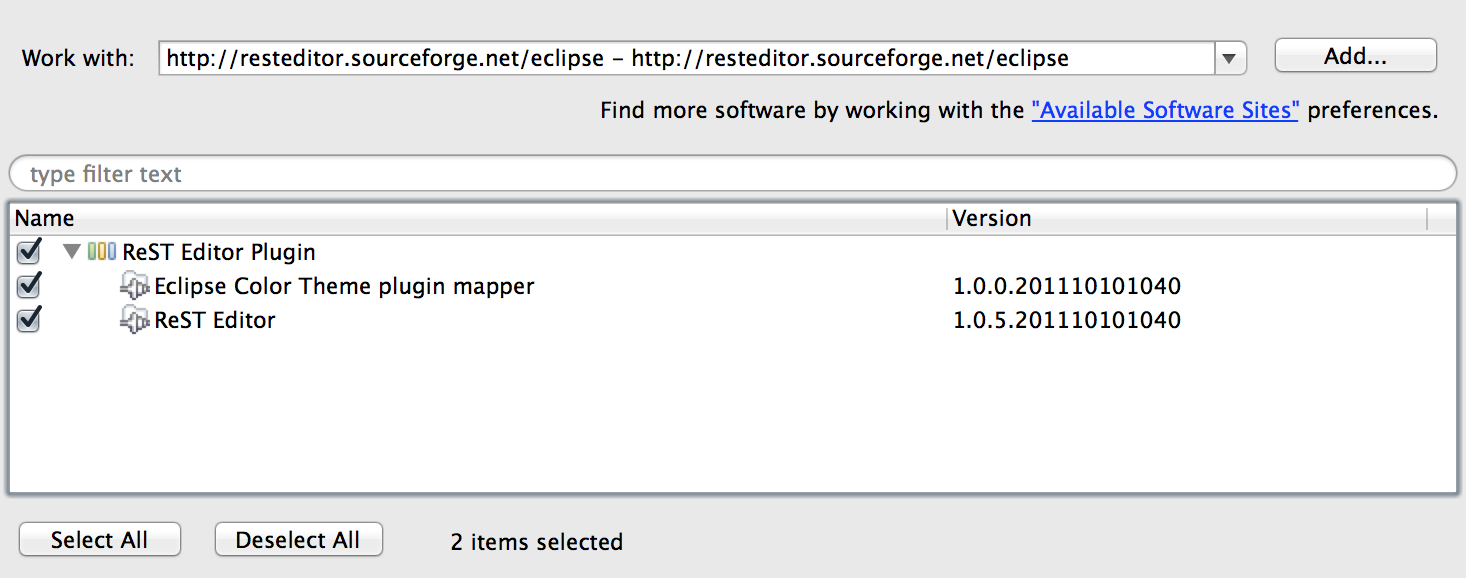 Work with: http://resteditor.sourceforge.net/eclipse – http://resteditor.sourceforge.net/eclipse Add...
Find more software by working with the "Available Software Sites" preferences.
type filter text
Name Version
ReST Editor Plugin
Eclipse Color Theme plugin mapper 1.0.0.201110101040
ReST Editor 1.0.5.201110101040
Select All Deselect All 2 items selected